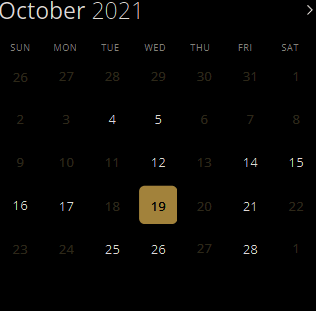 October 2021
SUN MON TUE WED THU FRI SAT
26 27 28 29 30 31 1
2 3 4 5 6 7 8
9 10 11 12 13 14 15
16 17 18 19 20 21 22
23 24 25 26 27 28 1